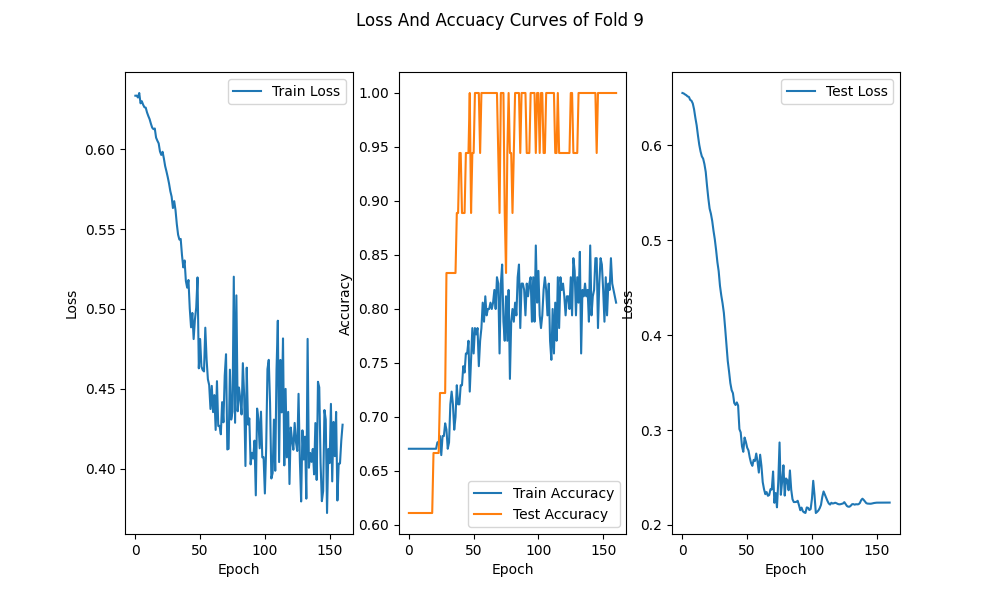 Loss And Accuacy Curves of Fold 9
Train Loss
0.60
0.55
0.50
0.45
0.40
Loss
0 50 100 150
Epoch
1.00
0.95
0.90
0.85
0.80
0.75
0.70
0.65
0.60
Accuracy
Train Accuracy
Test Accuracy
0 50 100 150
Epoch
Test Loss
0.6
0.5
0.4
0.3
0.2
Loss
0 50 100 150
Epoch